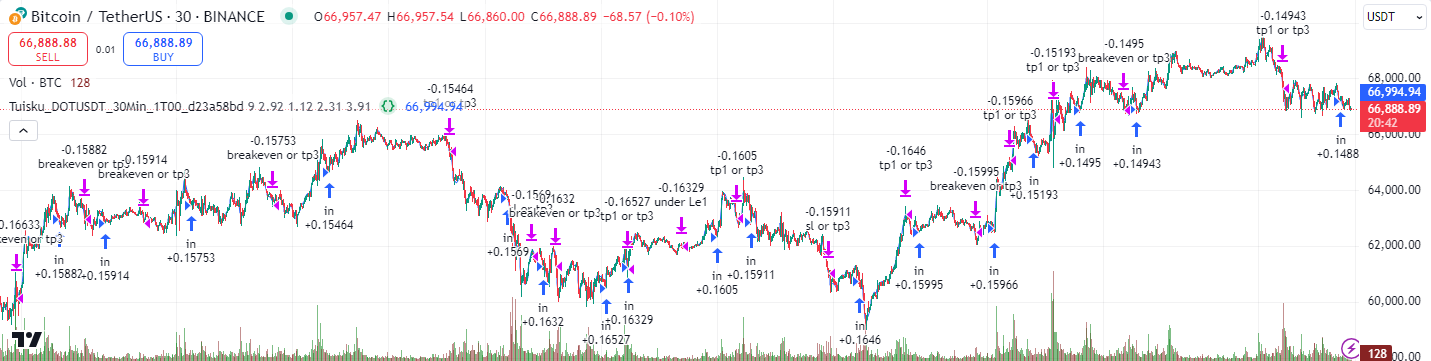 Bitcoin / TetherUS · 30 · BINANCE O66,957.47 H66,957.54 L66,860.00 C66,888.89 −68.57 (−0.10%)
USDT
66,888.88
SELL
0.01
66,888.89
BUY
Vol · BTC 128
Tuisku_DOTUSDT_30Min_1T00_d23a58bd 9 2.92 1.12 2.31 3.91 {} 66,994.94
-0.16633
-0.15882
breakeven or tp3
in
+0.15882
-0.15914
breakeven or tp3
in
+0.15914
in
+0.15753
-0.15753
breakeven or tp3
in
+0.15464
-0.15464
tp1 or tp3
in
+0.1569
-0.1569
sl or tp3
in
+0.1632
-0.1632
breakeven or tp3
in
+0.16527
-0.16527
tp1 or tp3
in
+0.16329
-0.16329
under Le1
in
+0.1605
-0.1605
tp1 or tp3
in
+0.15911
-0.15911
sl or tp3
in
+0.1646
-0.1646
tp1 or tp3
in
+0.15995
-0.15995
breakeven or tp3
in
+0.15966
-0.15966
tp1 or tp3
in
+0.15193
-0.15193
tp1 or tp3
in
+0.1495
-0.1495
breakeven or tp3
in
+0.14943
-0.14943
tp1 or tp3
in
+0.1488
68,000.00
66,994.94
66,888.89
20:42
66,000.00
64,000.00
62,000.00
60,000.00
128